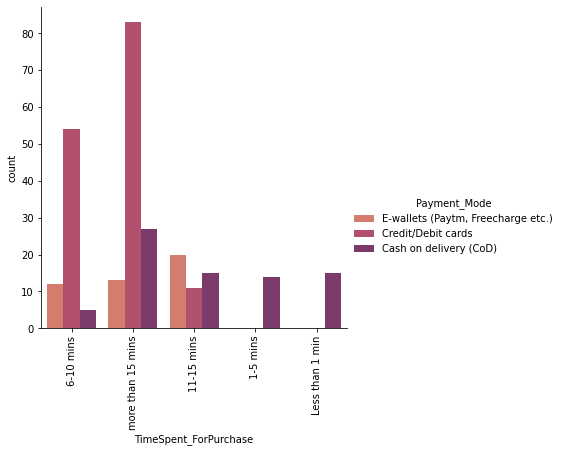 80
70
60
50
40
30
20
10
0
count
6-10 mins
more than 15 mins
11-15 mins
1-5 mins
Less than 1 min
TimeSpent_ForPurchase
Payment_Mode
E-wallets (Paytm, Freecharge etc.)
Credit/Debit cards
Cash on delivery (CoD)